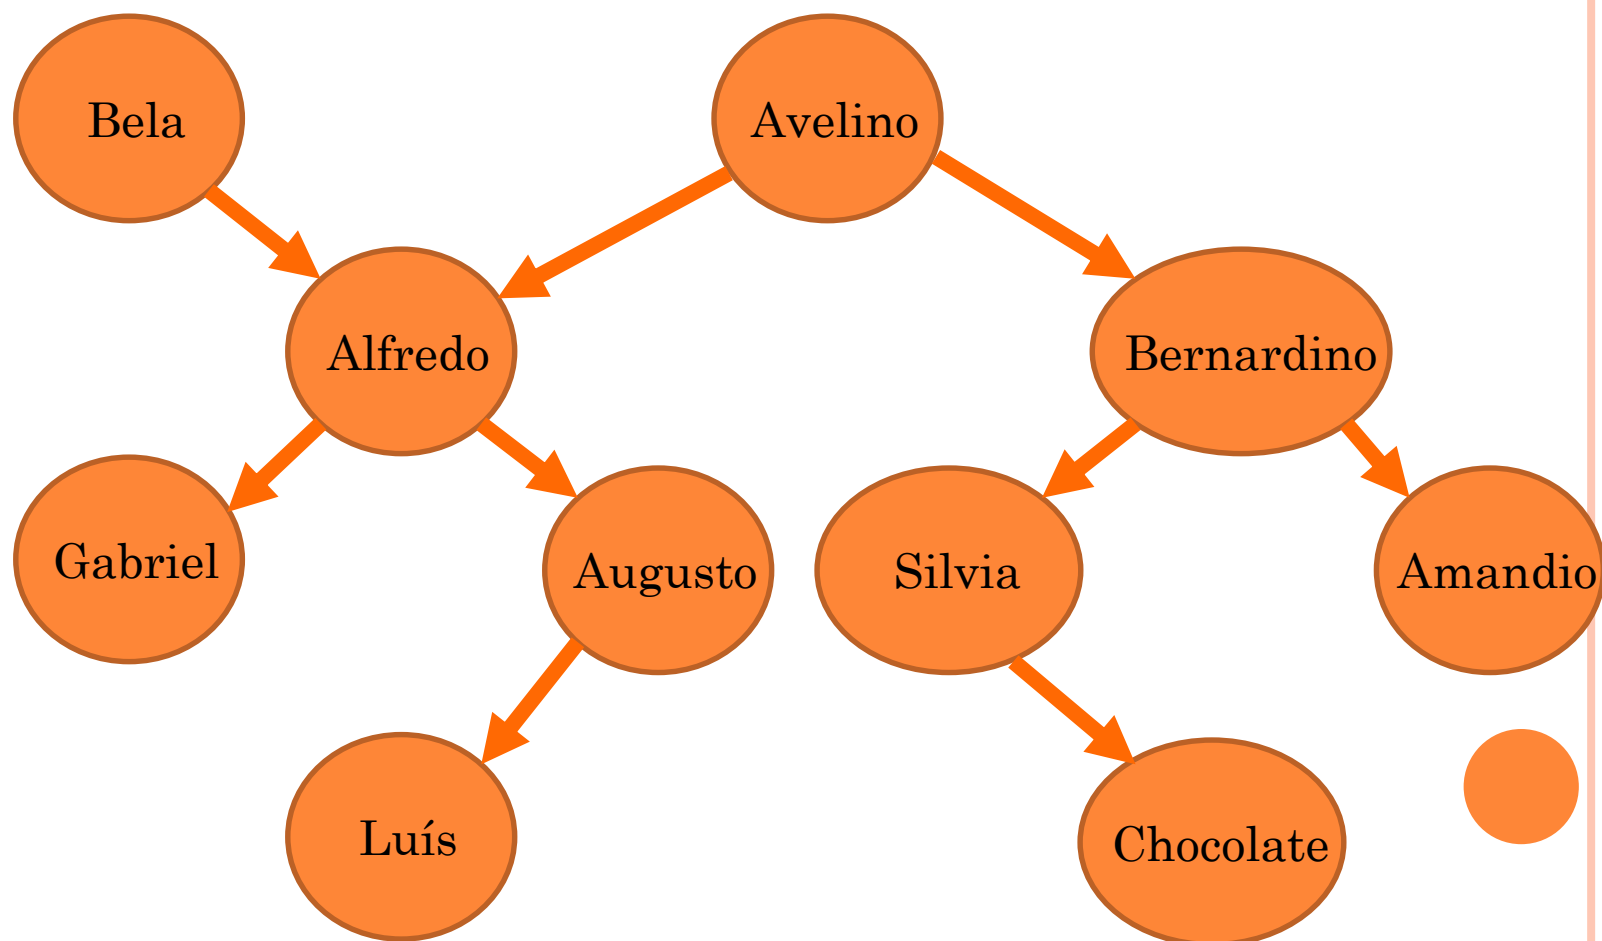 Bela
Avelino
Alfredo
Bernardino
Gabriel
Augusto
Silvia
Amandio
Luís
Chocolate